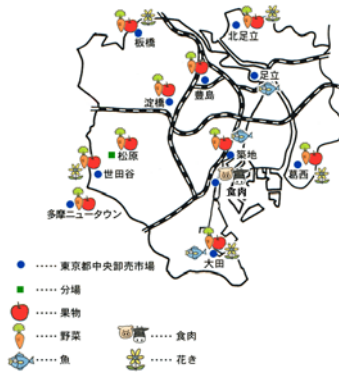 板橋
北足立
豊島
足立
淀橋
松原
築地
世田谷
葛西
食肉
多摩ニュータウン
大田
●……東京都中央卸売市場
■……分場
……果物
……野菜
……食肉
……魚
……花き